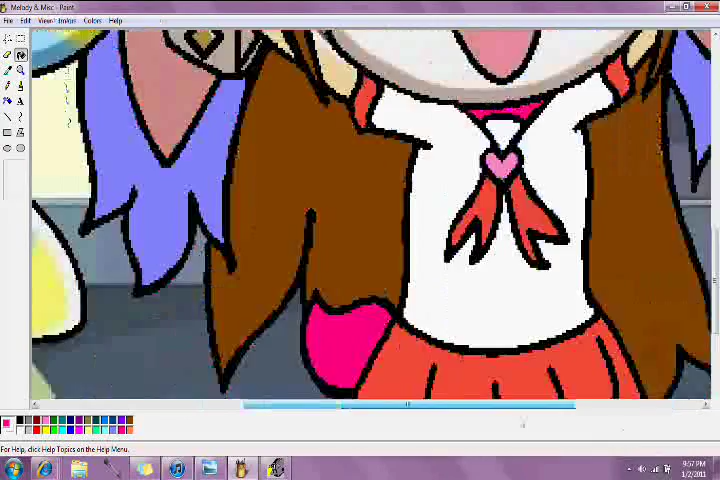 Melody & Misc - Paint
File Edit View Image Colors Help
A
For Help, click Help Topics on the Help Menu.
9:57 PM
1/2/2011